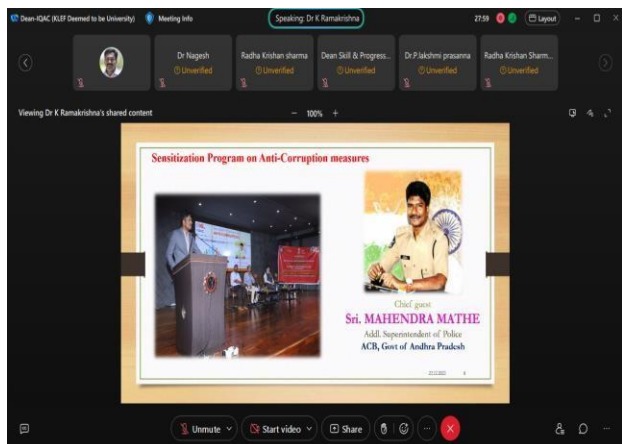 Dean-IQAC (KLEF Deemed to be University)
Meeting Info
Speaking: Dr K Ramakrishna
27:59
Layout
Dr Nagesh
Unverified
Radha Krishan sharma
Unverified
Dean Skill & Progress...
Unverified
Dr.P.lakshmi prasanna
Unverified
Radha Krishan Sharm...
Unverified
Viewing Dr K Ramakrishna's shared content
— 100% +
Sensitization Program on Anti-Corruption measures
Chief guest
Sri. MAHENDRA MATHE
Addl. Superintendent of Police
ACB, Govt of Andhra Pradesh
Unmute
Start video
Share